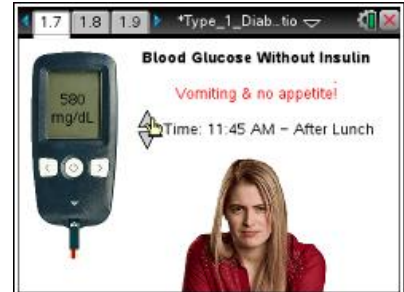 1.7 1.8 1.9 *Type_1_Diab..tio
Blood Glucose Without Insulin
Vomiting & no appetite!
580
mg/dL
Time: 11:45 AM – After Lunch